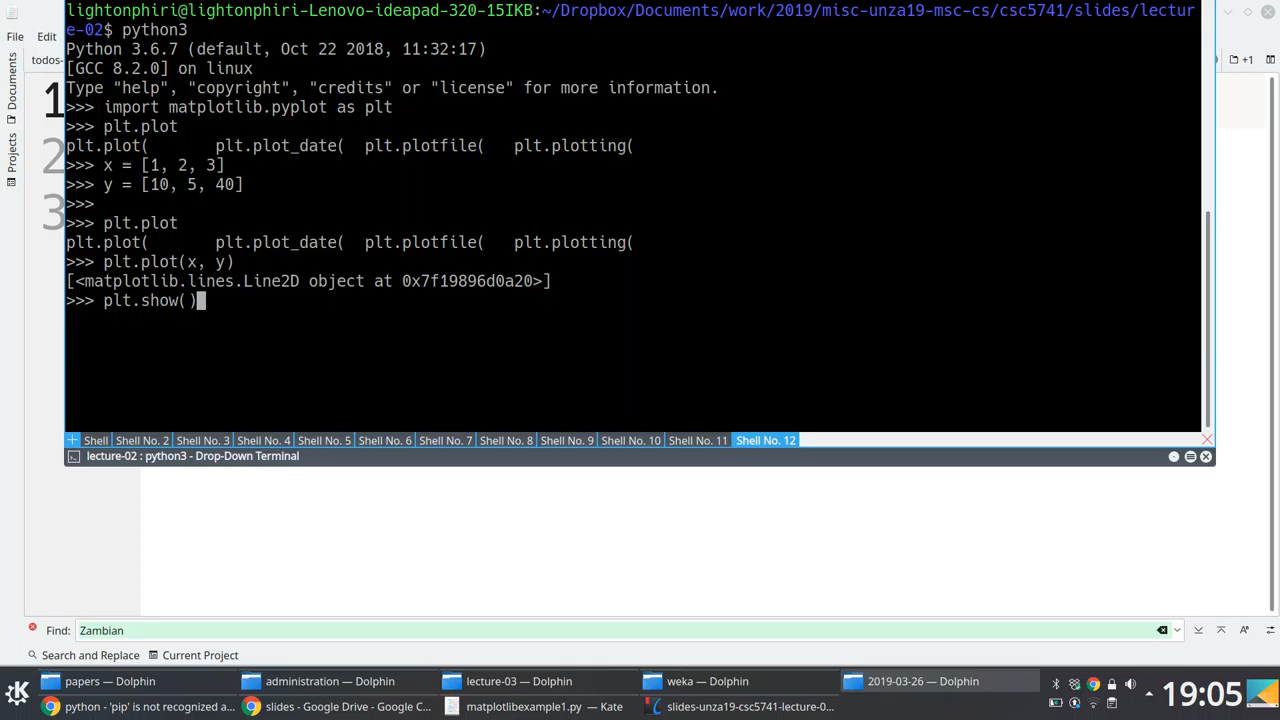 lightonphiri@lightonphiri-Lenovo-ideapad-320-15IKB:~/Dropbox/Documents/work/2019/misc-unza19-msc-cs/csc5741/slides/lectur
e-02$ python3
Python 3.6.7 (default, Oct 22 2018, 11:32:17)
[GCC 8.2.0] on linux
Type "help", "copyright", "credits" or "license" for more information.
>>> import matplotlib.pyplot as plt
>>> plt.plot
plt.plot( plt.plot_date( plt.plotfile( plt.plotting(
>>> x = [1, 2, 3]
>>> y = [10, 5, 40]
>>>
>>> plt.plot
plt.plot( plt.plot_date( plt.plotfile( plt.plotting(
>>> plt.plot(x, y)
[<matplotlib.lines.Line2D object at 0x7f19896d0a20>]
>>> plt.show()
File Edit
todos-
+1
Documents
Projects
1
2
3
Shell Shell No. 2 Shell No. 3 Shell No. 4 Shell No. 5 Shell No. 6 Shell No. 7 Shell No. 8 Shell No. 9 Shell No. 10 Shell No. 11 Shell No. 12
lecture-02 : python3 - Drop-Down Terminal
Find: Zambian
Search and Replace Current Project
papers — Dolphin administration — Dolphin lecture-03 — Dolphin weka — Dolphin 2019-03-26 — Dolphin
python - 'pip' is not recognized a... slides - Google Drive - Google C... matplotlibexample1.py — Kate slides-unza19-csc5741-lecture-0...
19:05